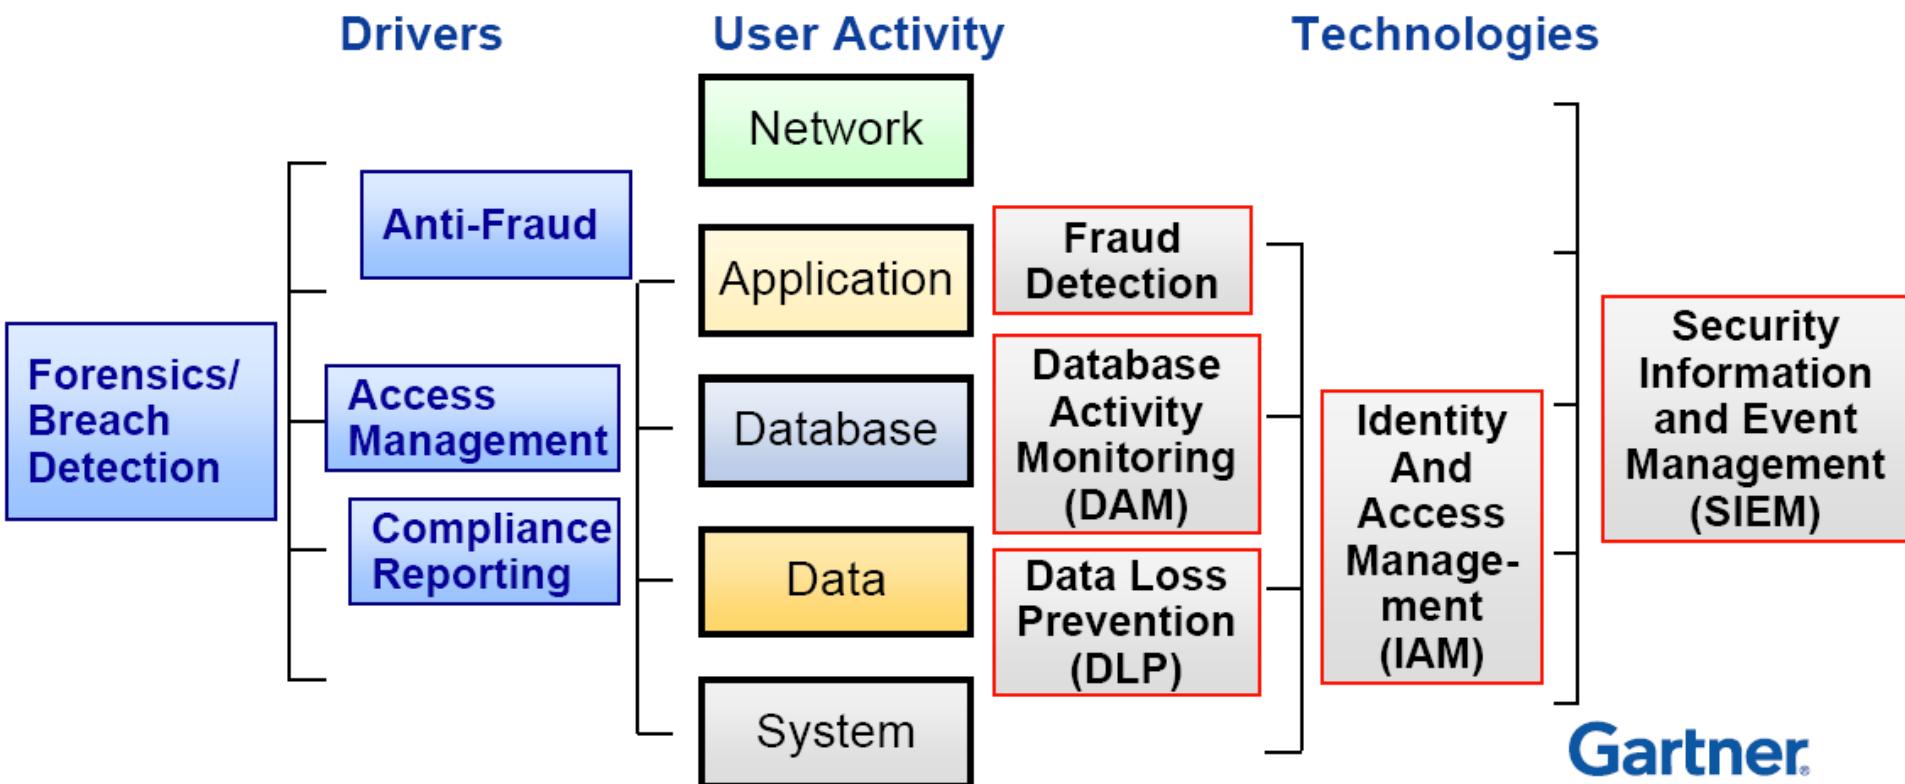 Drivers
User Activity
Technologies
Forensics/
Breach
Detection
Anti-Fraud
Access
Management
Compliance
Reporting
Network
Application
Database
Data
System
Fraud
Detection
Database
Activity
Monitoring
(DAM)
Data Loss
Prevention
(DLP)
Identity
And
Access
Manage-
ment
(IAM)
Security
Information
and Event
Management
(SIEM)
Gartner